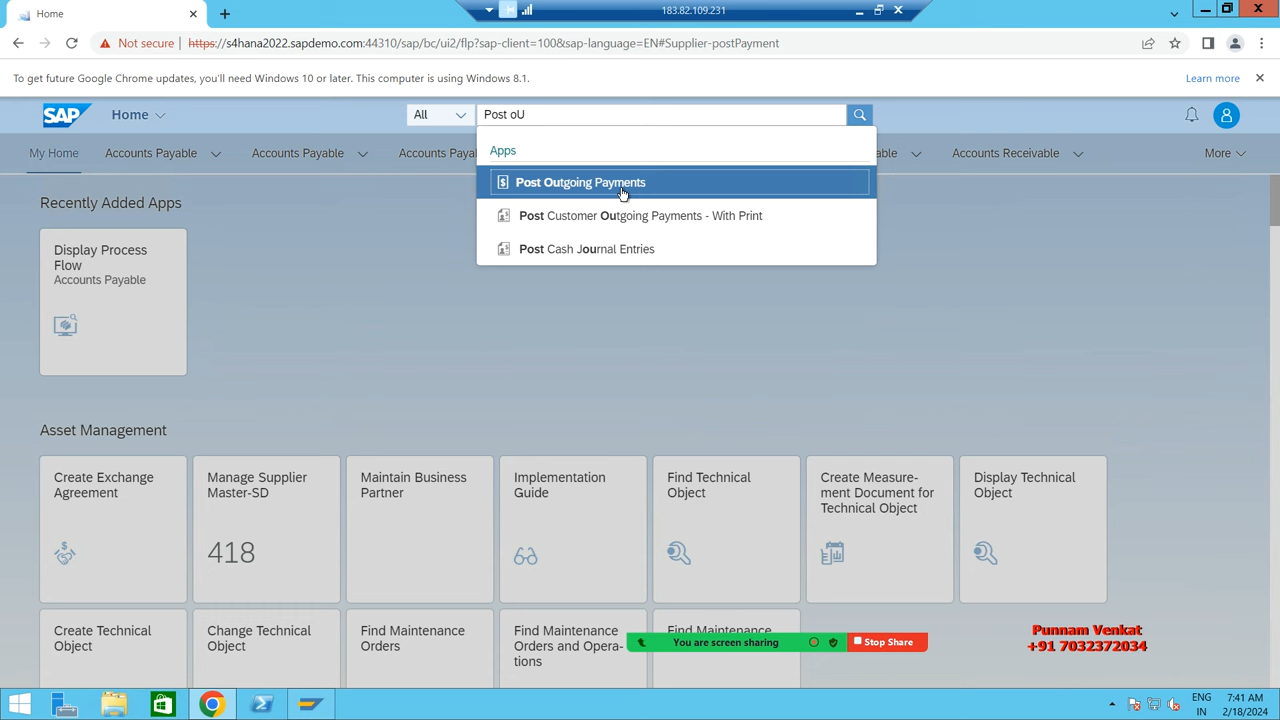 Home
183.82.109.231
Not secure
https://s4hana2022.sapdemo.com:44310/sap/bc/ui2/flp?sap-client=100&sap-language=EN#Supplier-postPayment
To get future Google Chrome updates, you'll need Windows 10 or later. This computer is using Windows 8.1.
Learn more
SAP
Home
All
Post oU
Apps
Post Outgoing Payments
Post Customer Outgoing Payments - With Print
Post Cash Journal Entries
My Home
Accounts Payable
Accounts Payable
Accounts Paya
able
Accounts Receivable
More
Recently Added Apps
Display Process
Flow
Accounts Payable
Asset Management
Create Exchange
Agreement
Manage Supplier
Master-SD
418
Maintain Business
Partner
Implementation
Guide
Find Technical
Object
Create Measure-
ment Document for
Technical Object
Display Technical
Object
Create Technical
Object
Change Technical
Object
Find Maintenance
Orders
Find Maintenance
Orders and Opera-
tions
Find Maintenance
You are screen sharing
Stop Share
Punnam Venkat
+91 7032372034
ENG
IN
7:41 AM
2/18/2024